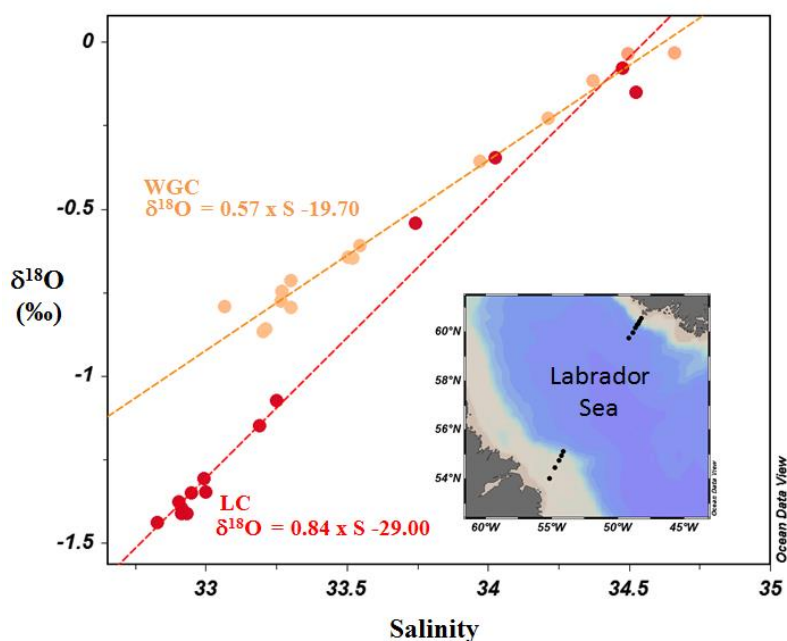 0
-0.5
-1
-1.5
δ¹⁸O
(‰)
WGC
δ¹⁸O = 0.57 x S -19.70
LC
δ¹⁸O = 0.84 x S -29.00
33
33.5
34
34.5
35
Salinity
60°N
58°N
56°N
54°N
60°W
55°W
50°W
45°W
Labrador
Sea
Ocean Data View
Ocean Data View